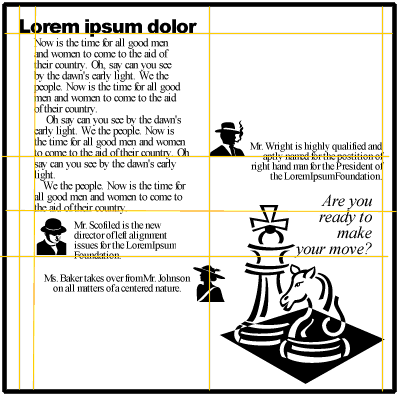 Lorem ipsum dolor
Now is the time for all good men
and women to come to the aid of
their country. Oh, say can you see
by the dawn's early light. We the
people. Now is the time for all good
men and women to come to the aid
of their country.
Oh say can you see by the dawn's
early light. We the people. Now is
the time for all good men and women
to come to the aid of their country. Oh
say can you see by the dawn's early
light.
We the people. Now is the time for
all good men and women to come to
the aid of their country.
Mr. Scofiled is the new
director of left alignment
issues for the LoremIpsum
Foundation.
Ms. Baker takes over from Mr. Johnson
on all matters of a centered nature.
Mr. Wright is highly qualified and
aptly named for the postition of
right hand man for the President of
the LoremIpsumFoundation.
Are you
ready to
make
your move?